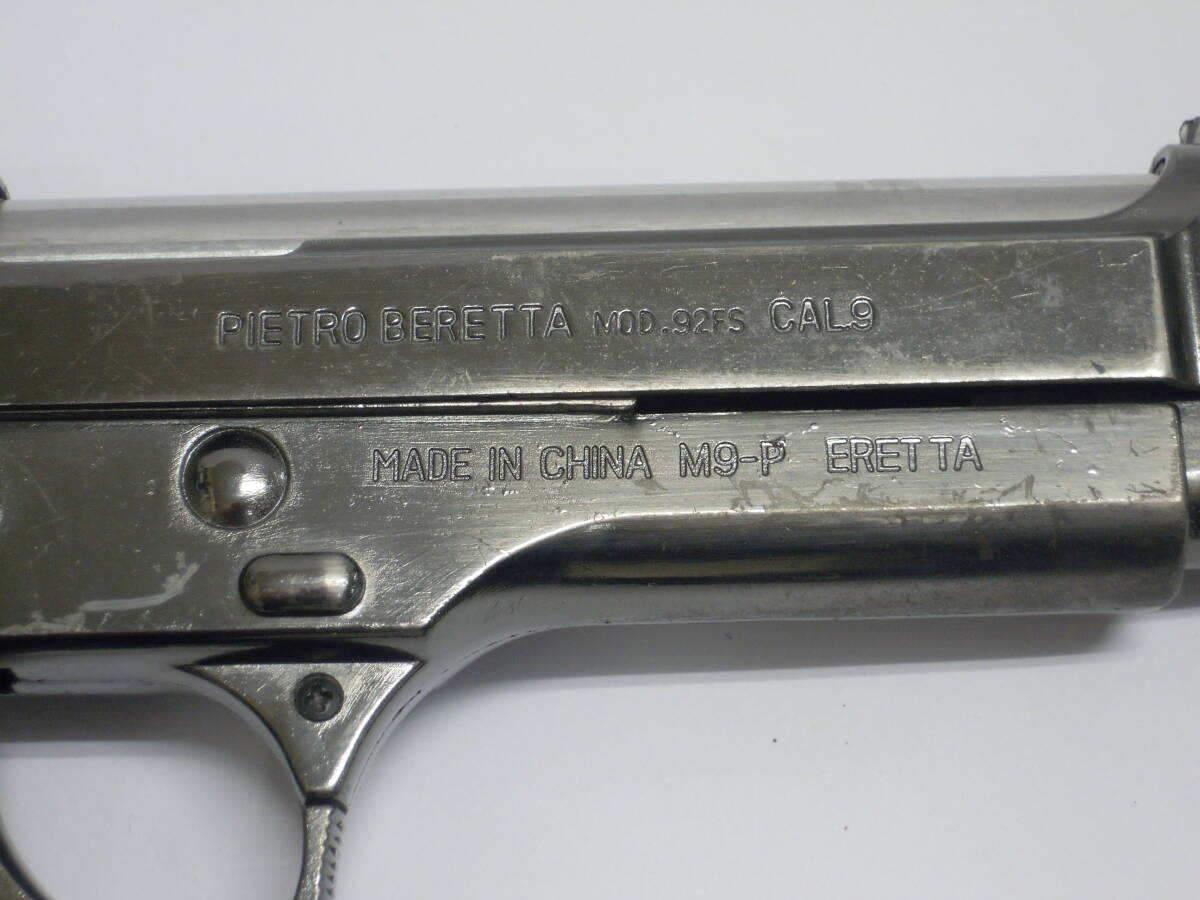 PIETRO BERETTA MOD.92FS CAL.9
MADE IN CHINA M9-P ERETTA